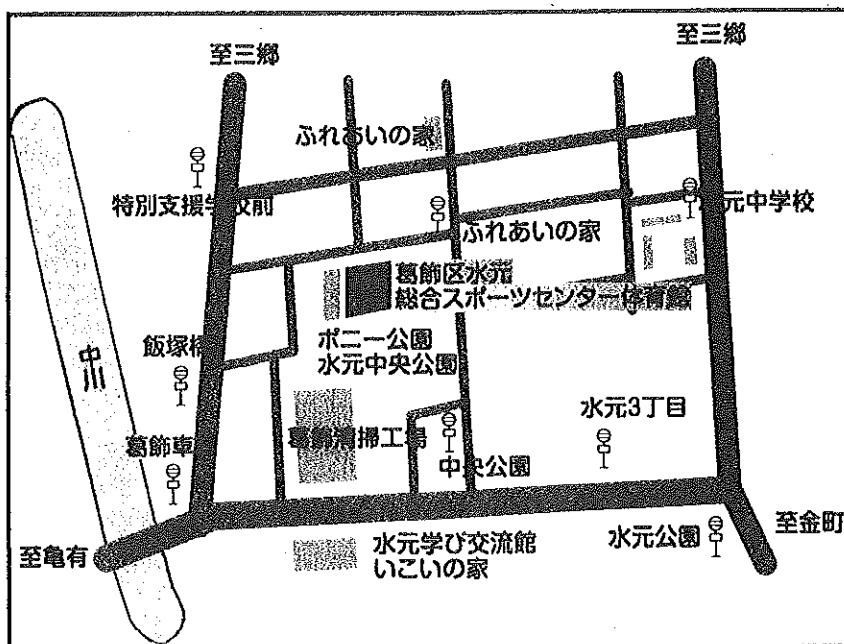 至三郷
至三郷
ふれあいの家
特別支援学校前
水元中学校
ふれあいの家
葛飾区水元
総合スポーツセンター体育館
ポニー公園
水元中央公園
飯塚橋
中川
水元3丁目
葛飾清掃工場
葛飾車庫
中央公園
水元学び交流館
いこいの家
水元公園
至金町
至亀有